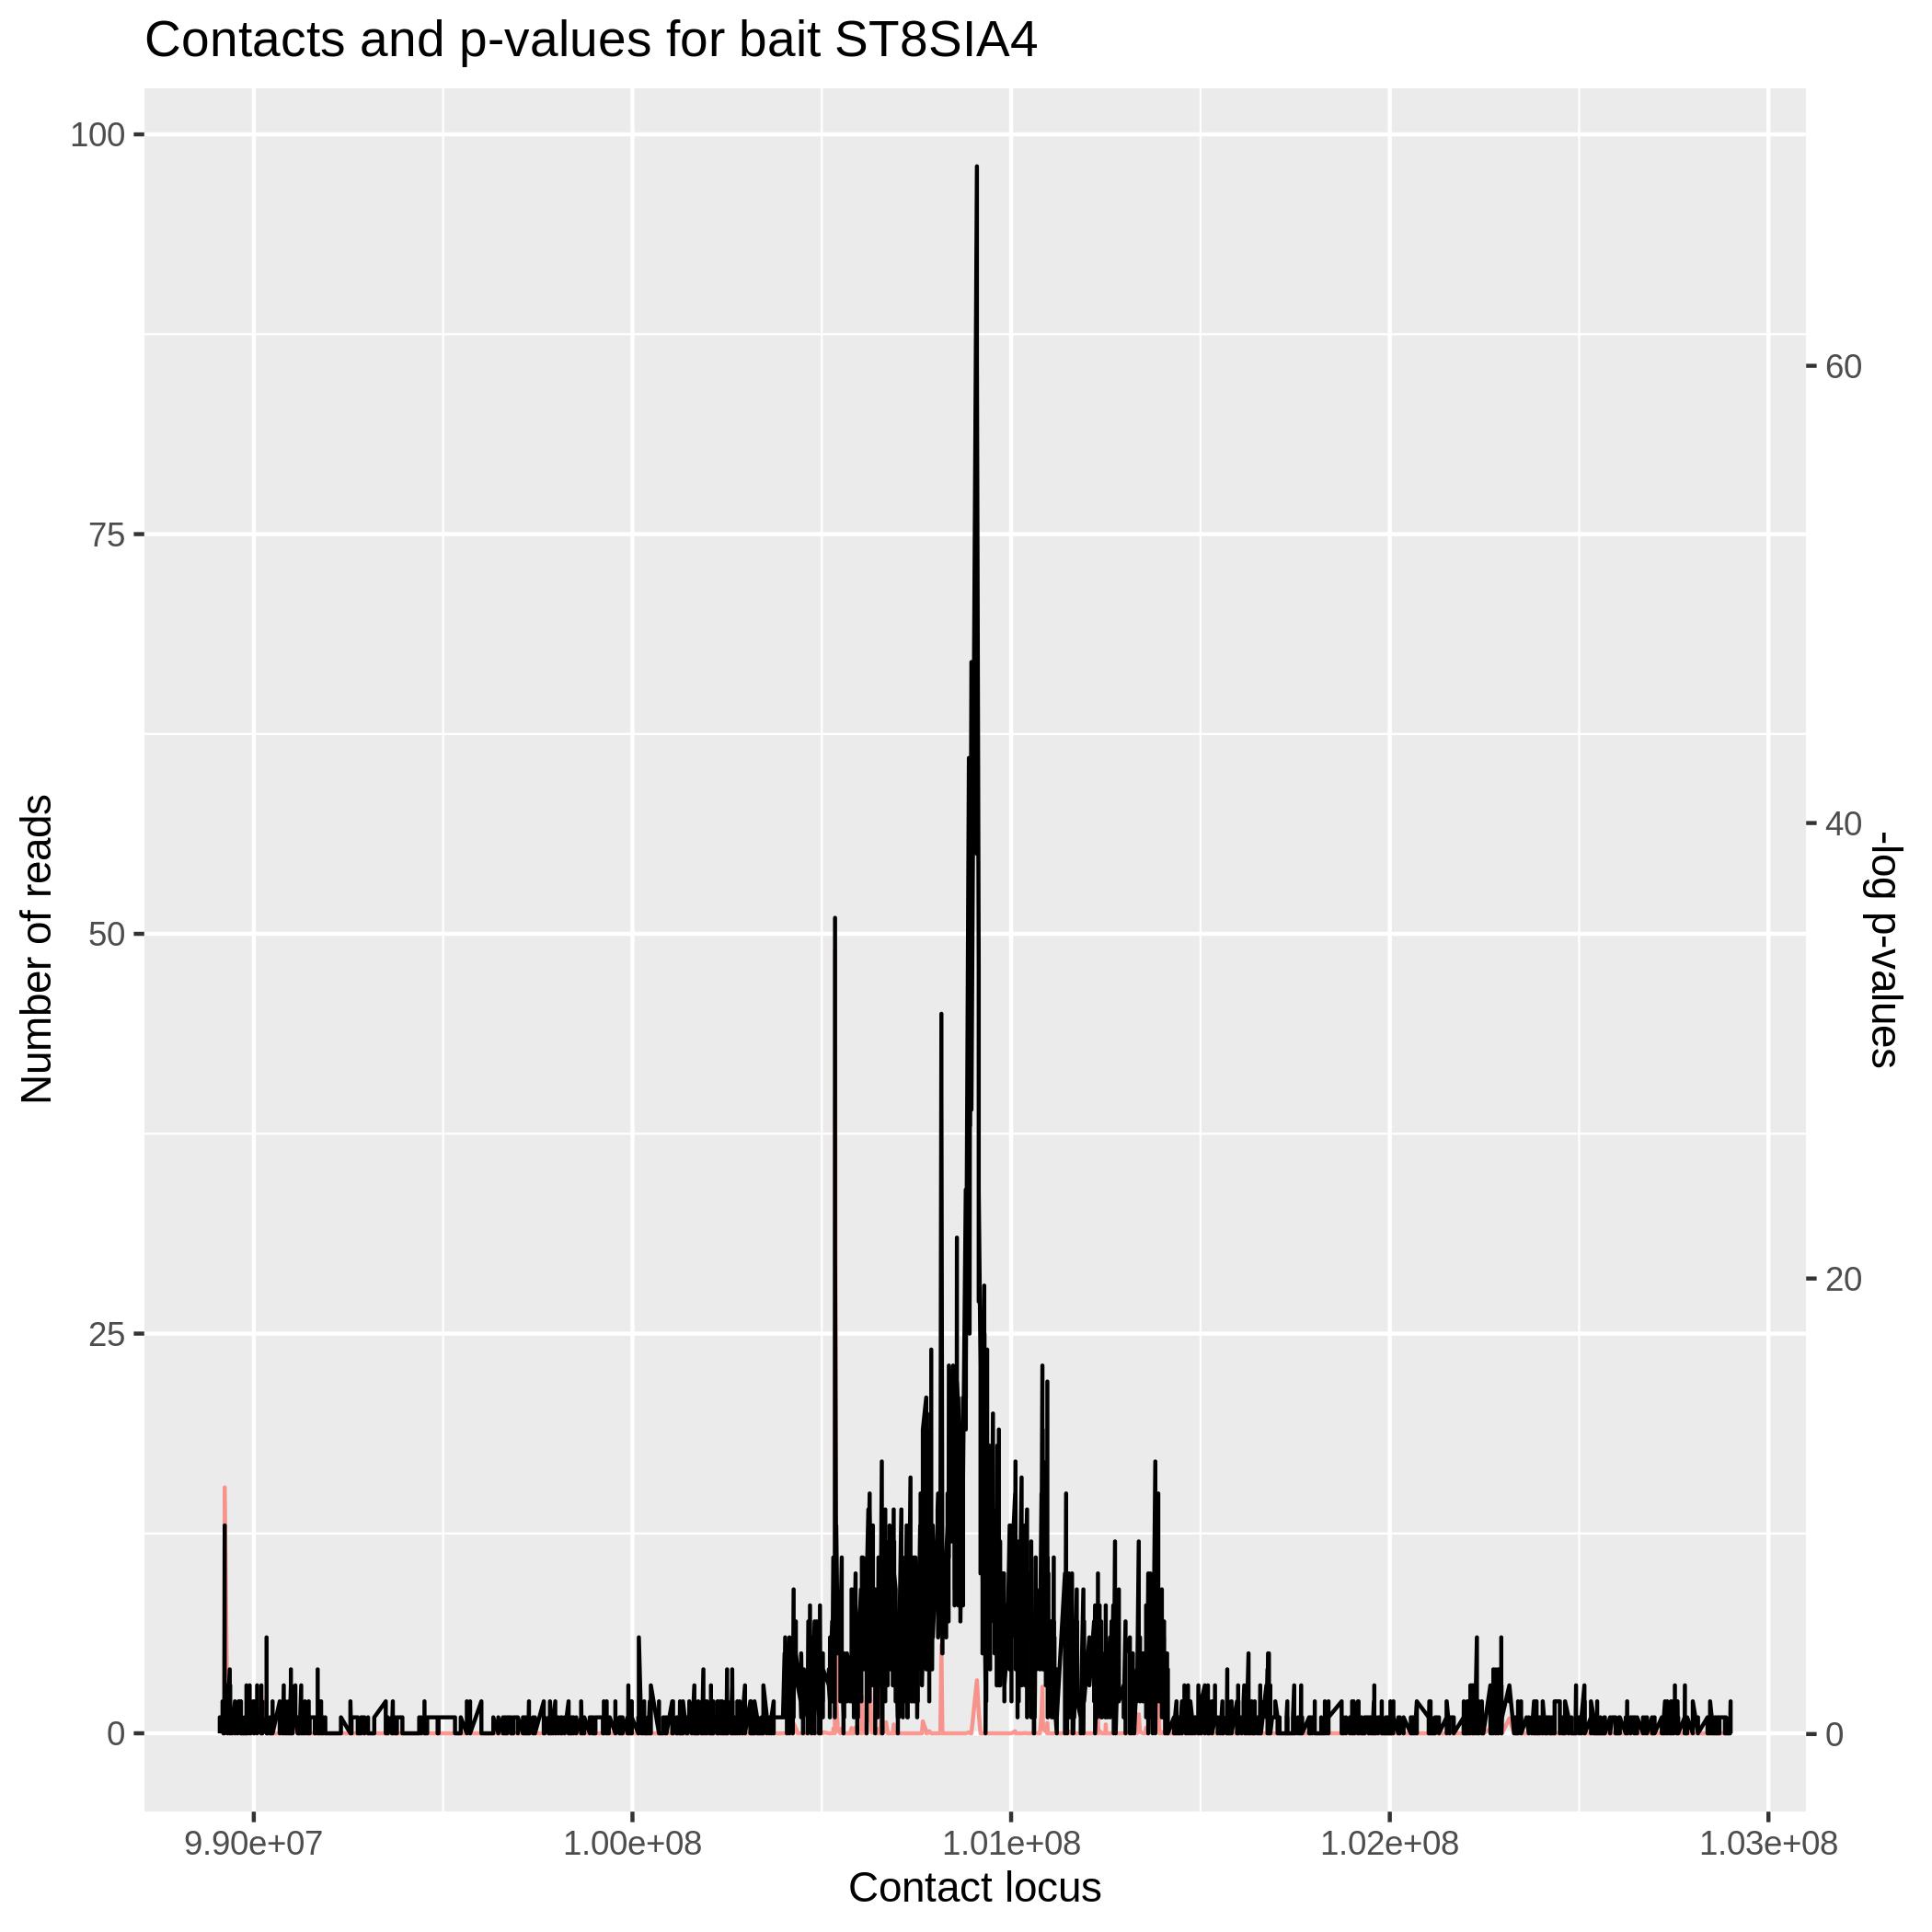 Contacts and p-values for bait ST8SIA4
100
75
50
25
0
Number of reads
60
40
20
0
-log p-values
9.90e+07
1.00e+08
1.01e+08
1.02e+08
1.03e+08
Contact locus